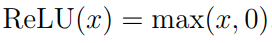 ReLU(x) = max(x, 0)